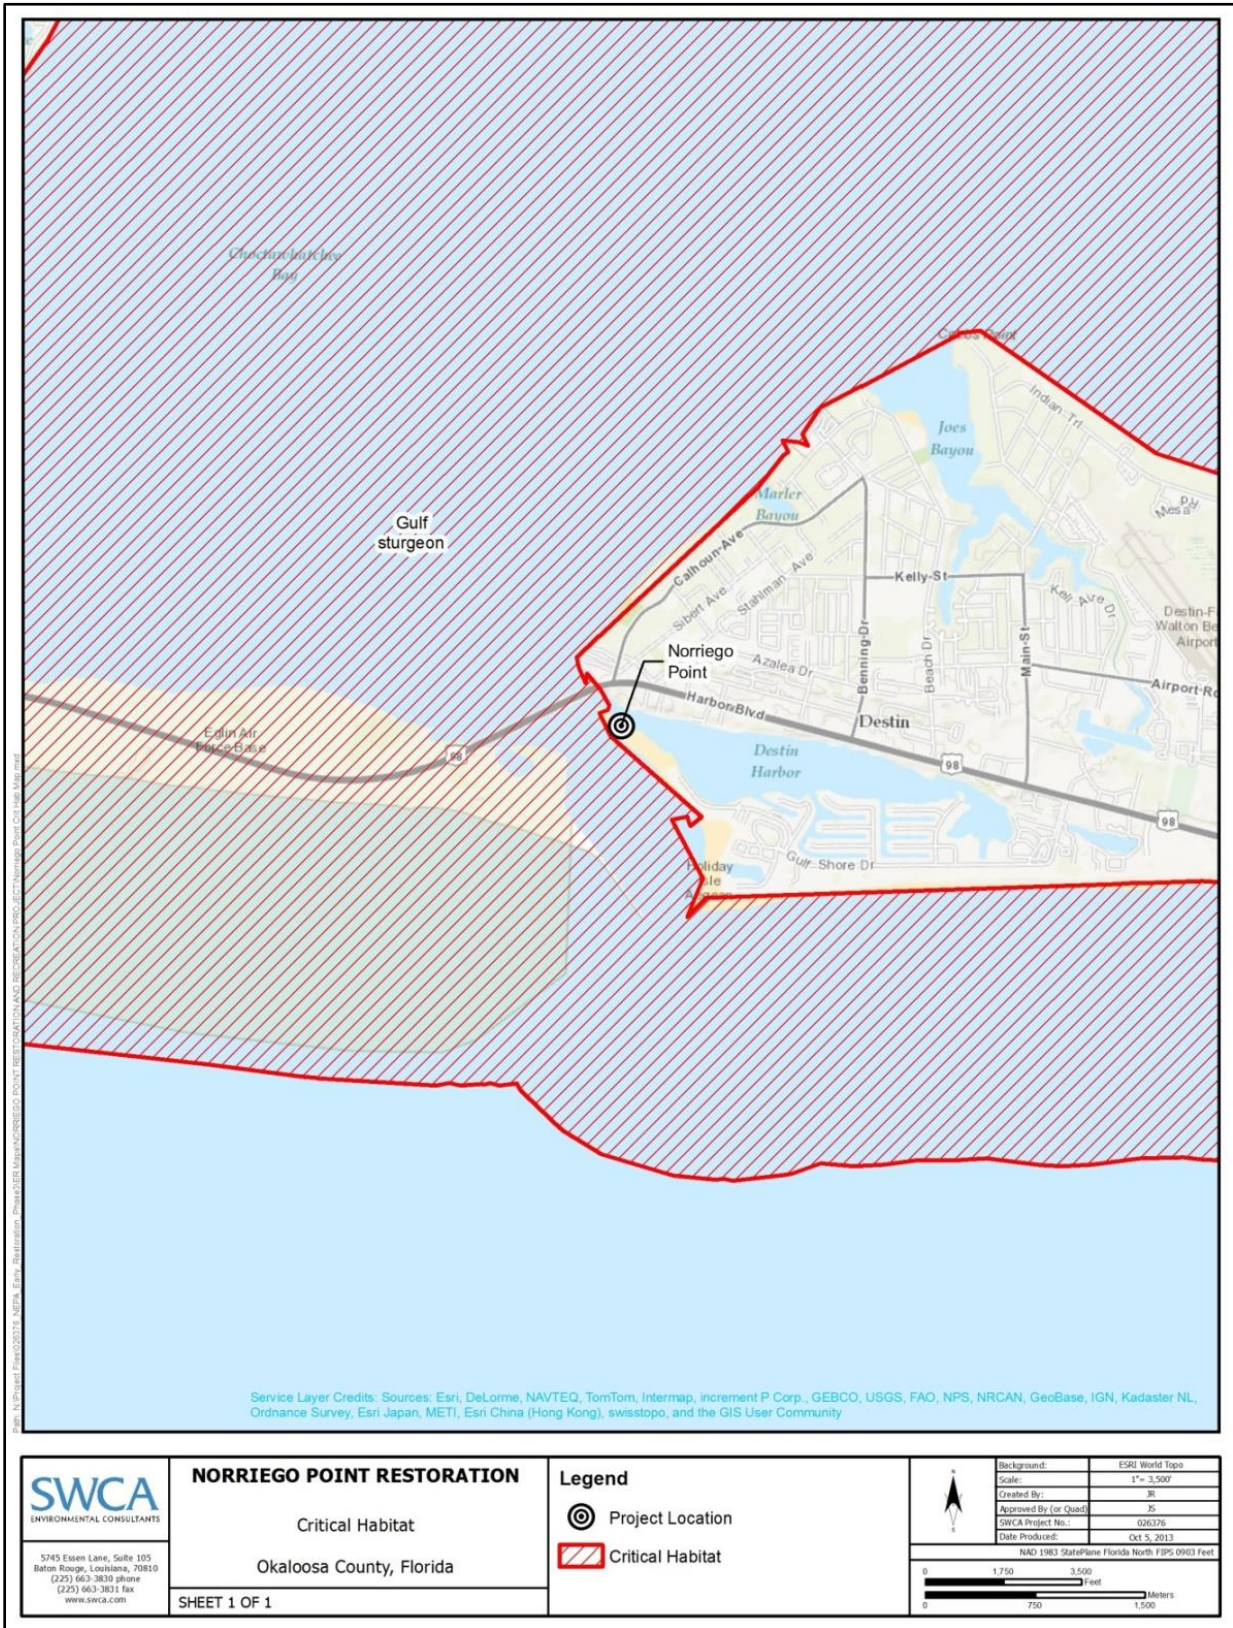 Choctawhatchee
Bay
Cobbs Point
Indian Trl
Joes
Bayou
Marler
Bayou
Mesa Rd
Gulf
sturgeon
Calhoun Ave
Sibert Ave
Stahlman Ave
Kelly St
Kelly Ave Dr
Destin-F
Walton Be
Airport
Norriego
Point
Azalea Dr
Benning Dr
Beach Dr
Main St
Airport Rd
Harbor Blvd
Destin
Eglin Air
Force Base
98
Destin
Harbor
98
98
Holiday
Isle
Gulf Shore Dr
Service Layer Credits: Sources: Esri, DeLorme, NAVTEQ, TomTom, Intermap, increment P Corp., GEBCO, USGS, FAO, NPS, NRCAN, GeoBase, IGN, Kadaster NL,
Ordnance Survey, Esri Japan, METI, Esri China (Hong Kong), swisstopo, and the GIS User Community
SWCA
ENVIRONMENTAL CONSULTANTS
5745 Essen Lane, Suite 105
Baton Rouge, Louisiana, 70810
(225) 663-3830 phone
(225) 663-3831 fax
www.swca.com
NORRIEGO POINT RESTORATION
Critical Habitat
Okaloosa County, Florida
SHEET 1 OF 1
Legend
Project Location
Critical Habitat
N
S
Background: ESRI World Topo
Scale: 1"= 3,500'
Created By: JR
Approved By (or Quad) JS
SWCA Project No.: 026376
Date Produced: Oct 5, 2013
NAD 1983 StatePlane Florida North FIPS 0903 Feet
0 1,750 3,500
Feet
Meters
0 750 1,500